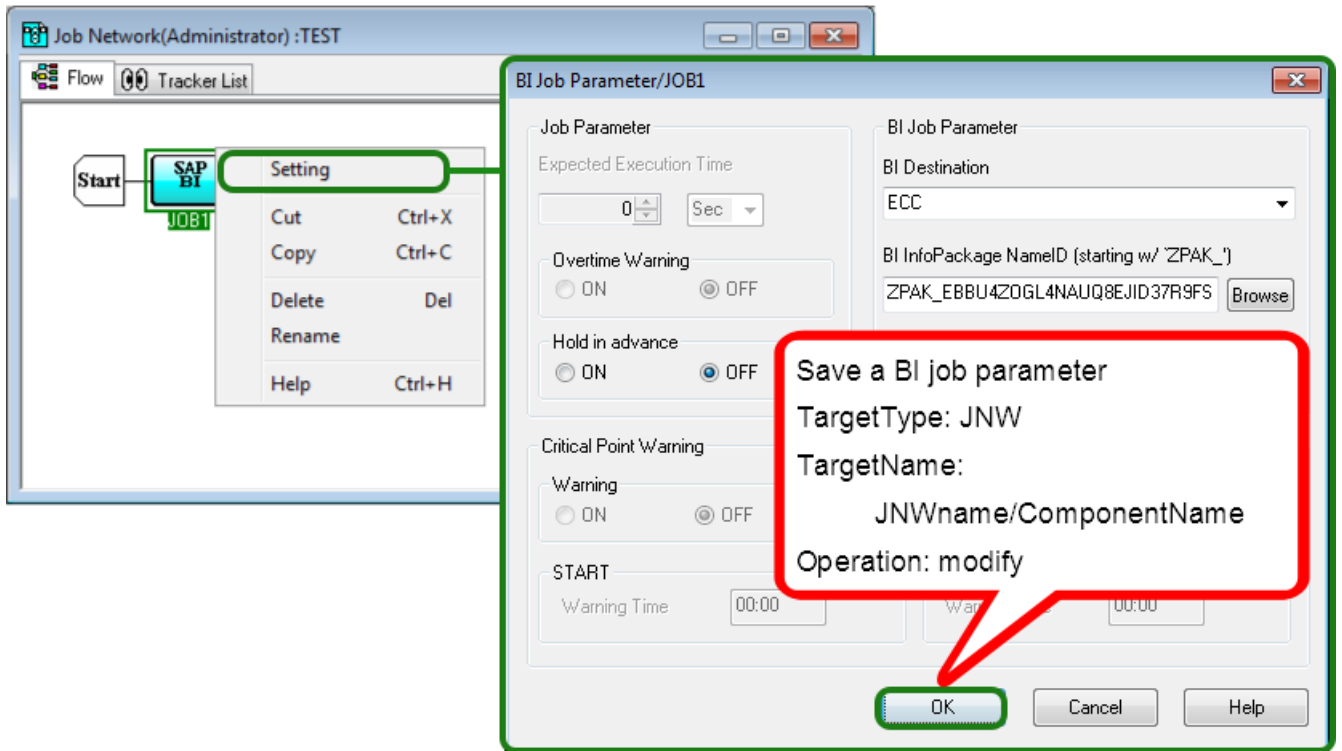 Job Network(Administrator) :TEST
Flow
Tracker List
Start
SAP
BI
JOB1
Setting
Cut Ctrl+X
Copy Ctrl+C
Delete Del
Rename
Help Ctrl+H
BI Job Parameter/JOB1
Job Parameter
Expected Execution Time
0 Sec
Overtime Warning
ON OFF
Hold in advance
ON OFF
BI Job Parameter
BI Destination
ECC
BI InfoPackage NameID (starting w/ 'ZPAK_')
ZPAK_EBBU4ZOGL4NAUQ8EJID37R9FS Browse
Critical Point Warning
Warning
ON OFF
START
Warning Time 00:00
00:00
Save a BI job parameter
TargetType: JNW
TargetName:
JNWname/ComponentName
Operation: modify
OK Cancel Help